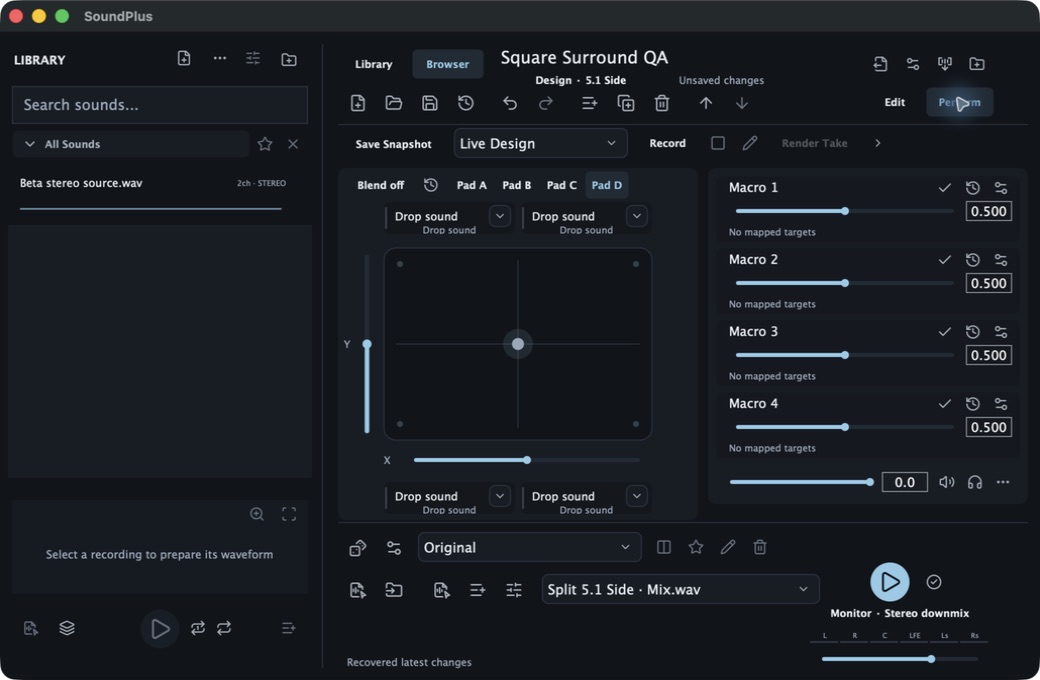 SoundPlus
LIBRARY
Search sounds...
All Sounds
Beta stereo source.wav
2ch · STEREO
Select a recording to prepare its waveform
Library
Browser
Square Surround QA
Design · 5.1 Side
Unsaved changes
Edit
Perform
Save Snapshot
Live Design
Record
Render Take
Blend off
Pad A
Pad B
Pad C
Pad D
Drop sound
Drop sound
Drop sound
Drop sound
Y
X
Drop sound
Drop sound
Drop sound
Drop sound
Macro 1
0.500
No mapped targets
Macro 2
0.500
No mapped targets
Macro 3
0.500
No mapped targets
Macro 4
0.500
No mapped targets
0.0
Original
Split 5.1 Side · Mix.wav
Monitor · Stereo downmix
L R C LFE Ls Rs
Recovered latest changes